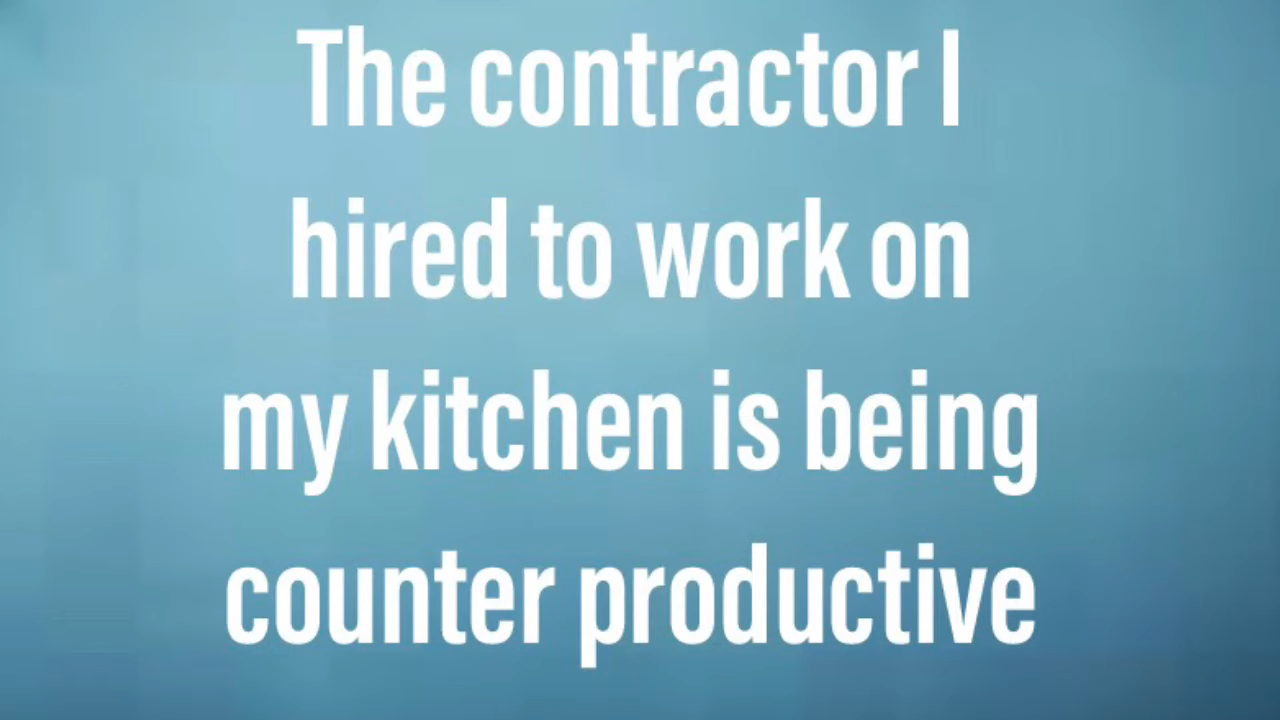 The contractor I
hired to work on
my kitchen is being
counter productive